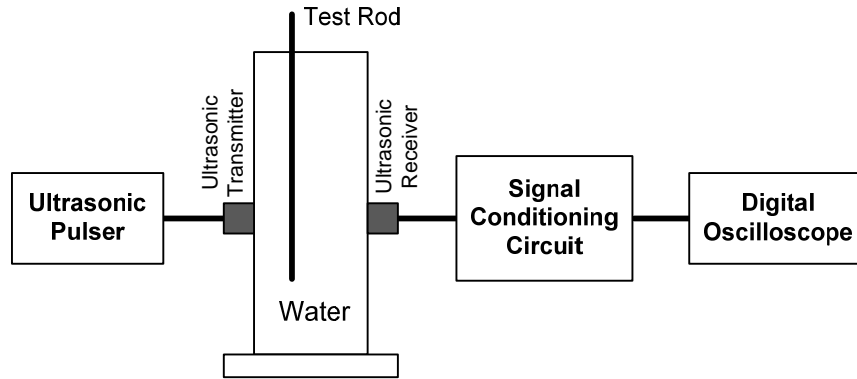 Test Rod
Ultrasonic
Transmitter
Ultrasonic
Receiver
Ultrasonic
Pulser
Signal
Conditioning
Circuit
Digital
Oscilloscope
Water